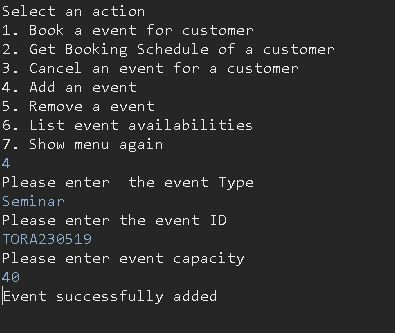 Select an action
1. Book a event for customer
2. Get Booking Schedule of a customer
3. Cancel an event for a customer
4. Add an event
5. Remove a event
6. List event availabilities
7. Show menu again
4
Please enter  the event Type
Seminar
Please enter the event ID
TORA230519
Please enter event capacity
40
Event successfully added